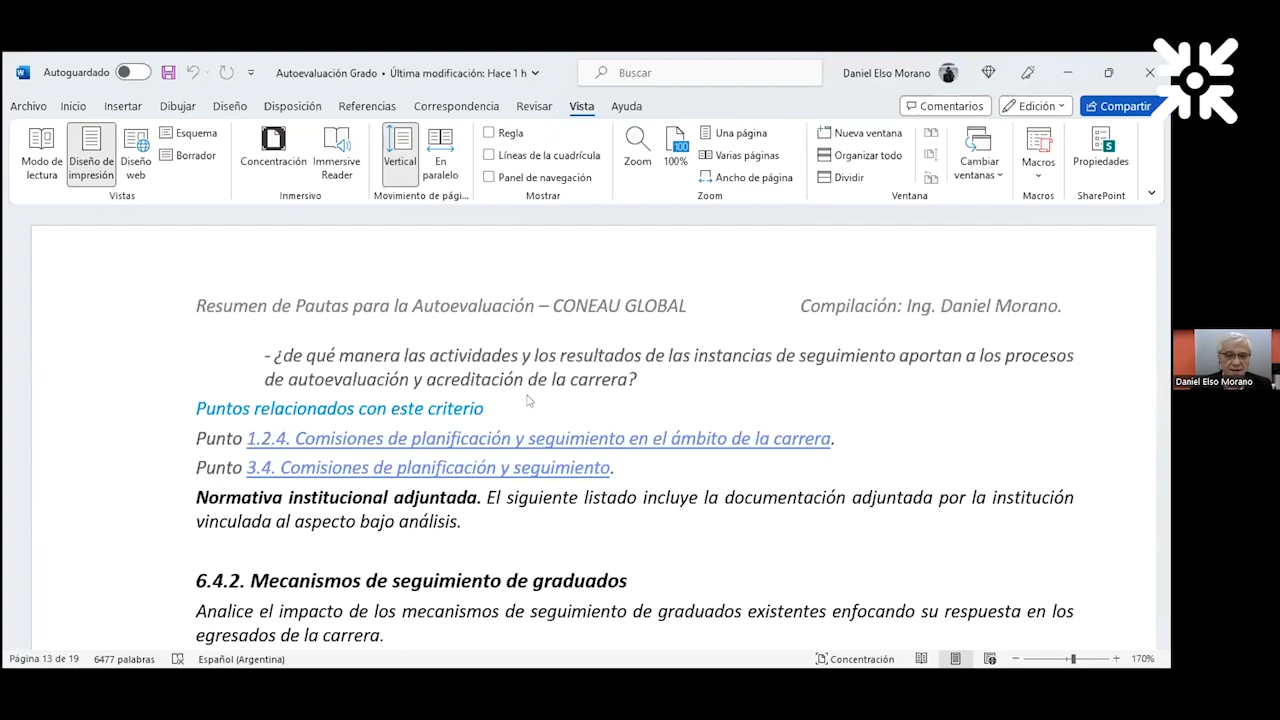 Autoguardado
Autoevaluación Grado • Última modificación: Hace 1 h
Buscar
Daniel Elso Morano
Archivo Inicio Insertar Dibujar Diseño Disposición Referencias Correspondencia Revisar Vista Ayuda
Comentarios Edición Compartir
Modo de lectura
Diseño de impresión
Diseño web
Esquema
Borrador
Vistas
Concentración
Immersive Reader
Inmersivo
Vertical
En paralelo
Movimiento de pági...
Regla
Líneas de la cuadrícula
Panel de navegación
Mostrar
Zoom
100
100%
Una página
Varias páginas
Ancho de página
Zoom
Nueva ventana
Organizar todo
Dividir
Cambiar ventanas
Ventana
Macros
Macros
Propiedades
SharePoint
Resumen de Pautas para la Autoevaluación – CONEAU GLOBAL Compilación: Ing. Daniel Morano.
- ¿de qué manera las actividades y los resultados de las instancias de seguimiento aportan a los procesos
de autoevaluación y acreditación de la carrera?
Puntos relacionados con este criterio
Punto 1.2.4. Comisiones de planificación y seguimiento en el ámbito de la carrera.
Punto 3.4. Comisiones de planificación y seguimiento.
Normativa institucional adjuntada. El siguiente listado incluye la documentación adjuntada por la institución
vinculada al aspecto bajo análisis.
6.4.2. Mecanismos de seguimiento de graduados
Analice el impacto de los mecanismos de seguimiento de graduados existentes enfocando su respuesta en los
egresados de la carrera.
Daniel Elso Morano
Página 13 de 19 6477 palabras Español (Argentina) Concentración 170%